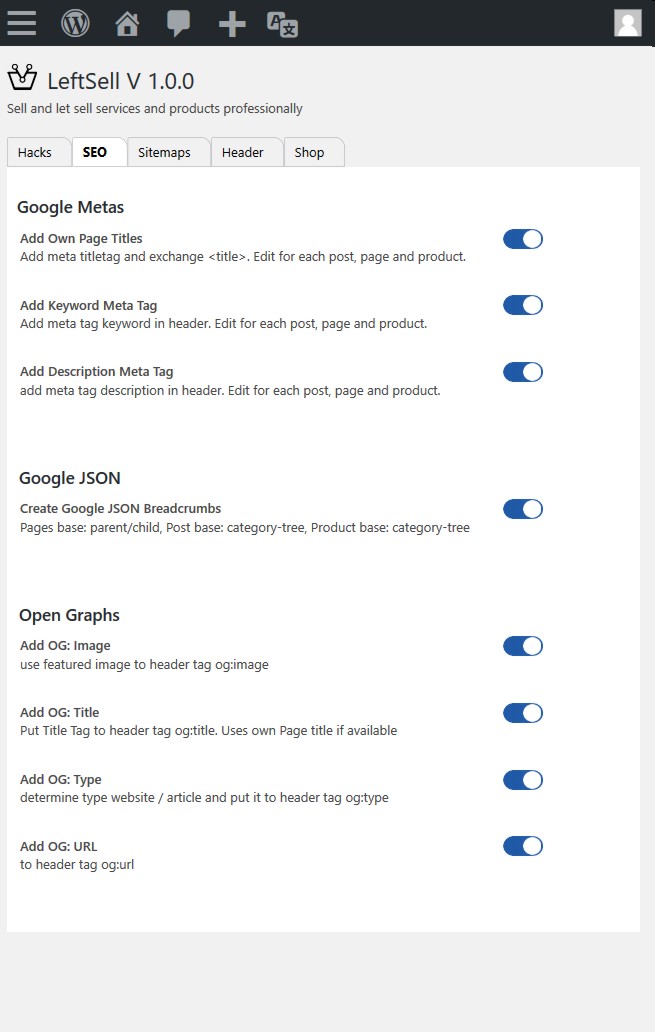 LeftSell V 1.0.0
Sell and let sell services and products professionally
Hacks SEO Sitemaps Header Shop
Google Metas
Add Own Page Titles
Add meta titletag and exchange <title>. Edit for each post, page and product.
Add Keyword Meta Tag
Add meta tag keyword in header. Edit for each post, page and product.
Add Description Meta Tag
add meta tag description in header. Edit for each post, page and product.
Google JSON
Create Google JSON Breadcrumbs
Pages base: parent/child, Post base: category-tree, Product base: category-tree
Open Graphs
Add OG: Image
use featured image to header tag og:image
Add OG: Title
Put Title Tag to header tag og:title. Uses own Page title if available
Add OG: Type
determine type website / article and put it to header tag og:type
Add OG: URL
to header tag og:url